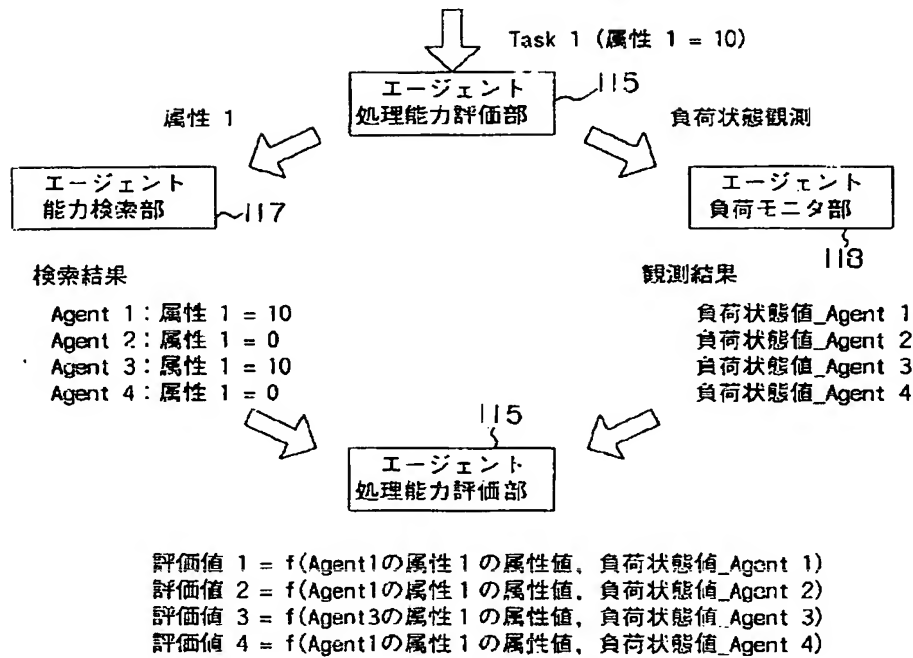 Task 1 (属性 1 = 10)
エージェント
処理能力評価部
115
属性 1
負荷状態観測
エージェント
能力検索部
117
エージェント
負荷モニタ部
118
検索結果
Agent 1：属性 1 = 10
Agent 2：属性 1 = 0
Agent 3：属性 1 = 10
Agent 4：属性 1 = 0
観測結果
負荷状態値_Agent 1
負荷状態値_Agent 2
負荷状態値_Agent 3
負荷状態値_Agent 4
115
エージェント
処理能力評価部
評価値 1 = f(Agent1の属性1の属性値, 負荷状態値_Agent 1)
評価値 2 = f(Agent1の属性1の属性値, 負荷状態値_Agent 2)
評価値 3 = f(Agent3の属性1の属性値, 負荷状態値_Agent 3)
評価値 4 = f(Agent1の属性1の属性値, 負荷状態値_Agent 4)